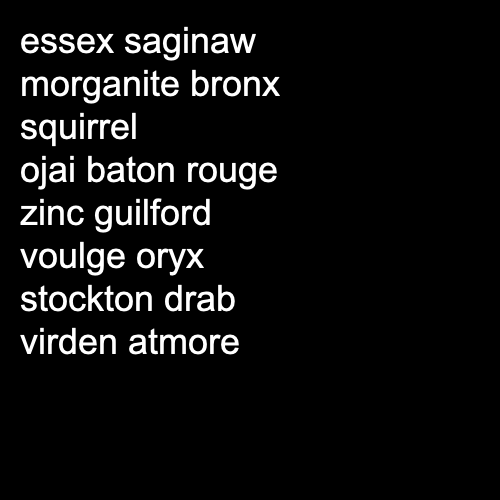 essex saginaw
morganite bronx
squirrel
ojai baton rouge
zinc guilford
voulge oryx
stockton drab
virden atmore